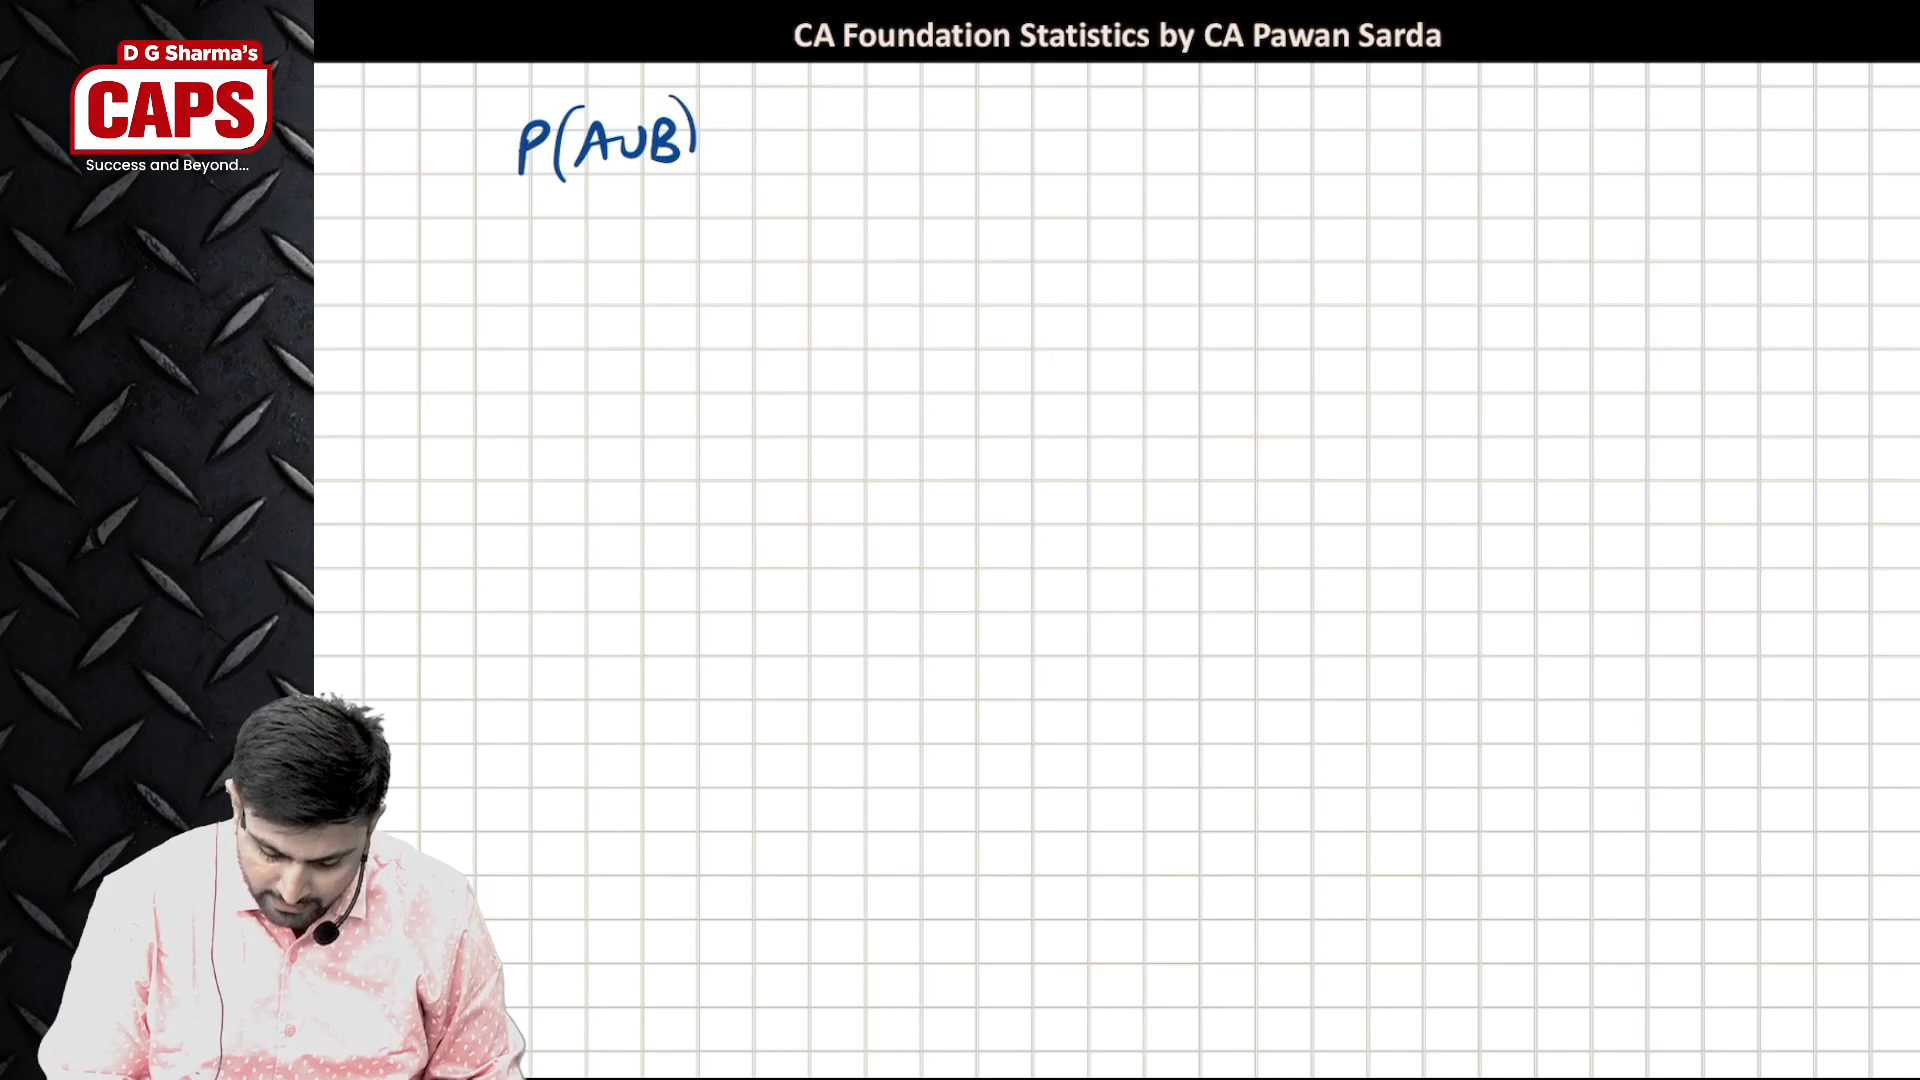 CA Foundation Statistics by CA Pawan Sarda
D G Sharma's
CAPS
Success and Beyond...
P(A∪B)